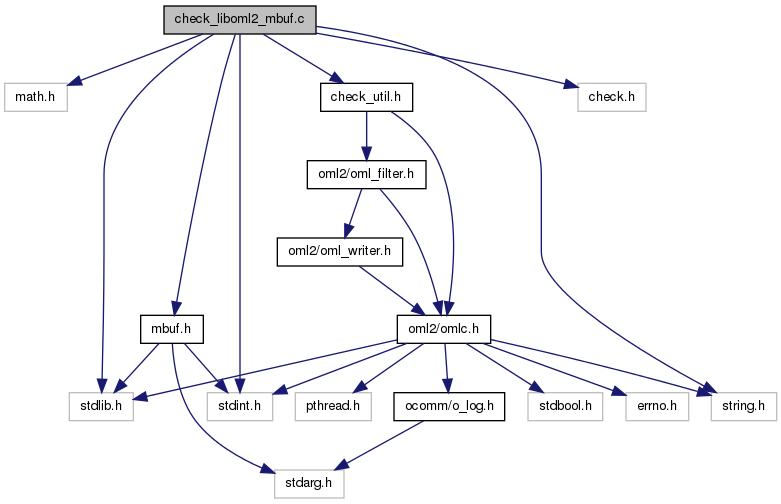 check_liboml2_mbuf.c
math.h
check_util.h
check.h
oml2/oml_filter.h
oml2/oml_writer.h
mbuf.h
oml2/omlc.h
stdlib.h
stdint.h
pthread.h
ocomm/o_log.h
stdbool.h
errno.h
string.h
stdarg.h